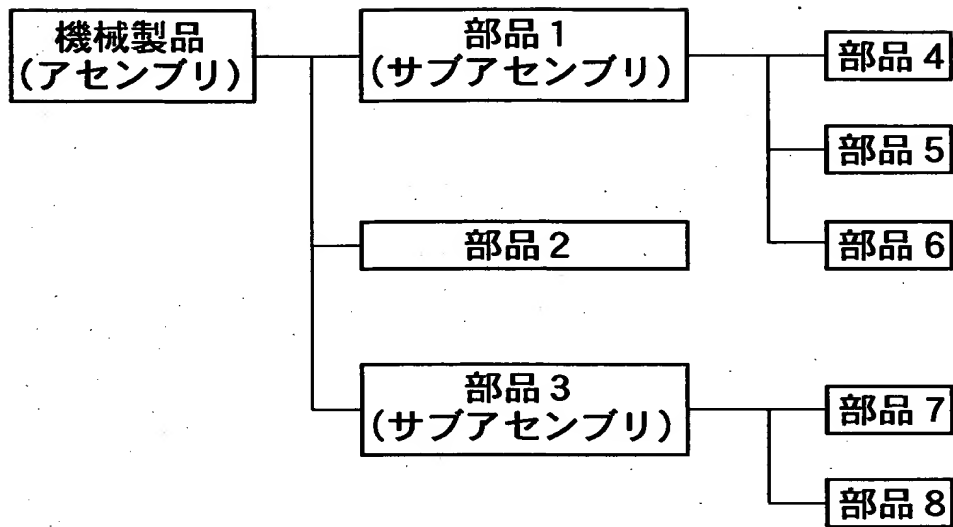 機械製品
(アセンブリ)
部品1
(サブアセンブリ)
部品4
部品5
部品6
部品2
部品3
(サブアセンブリ)
部品7
部品8